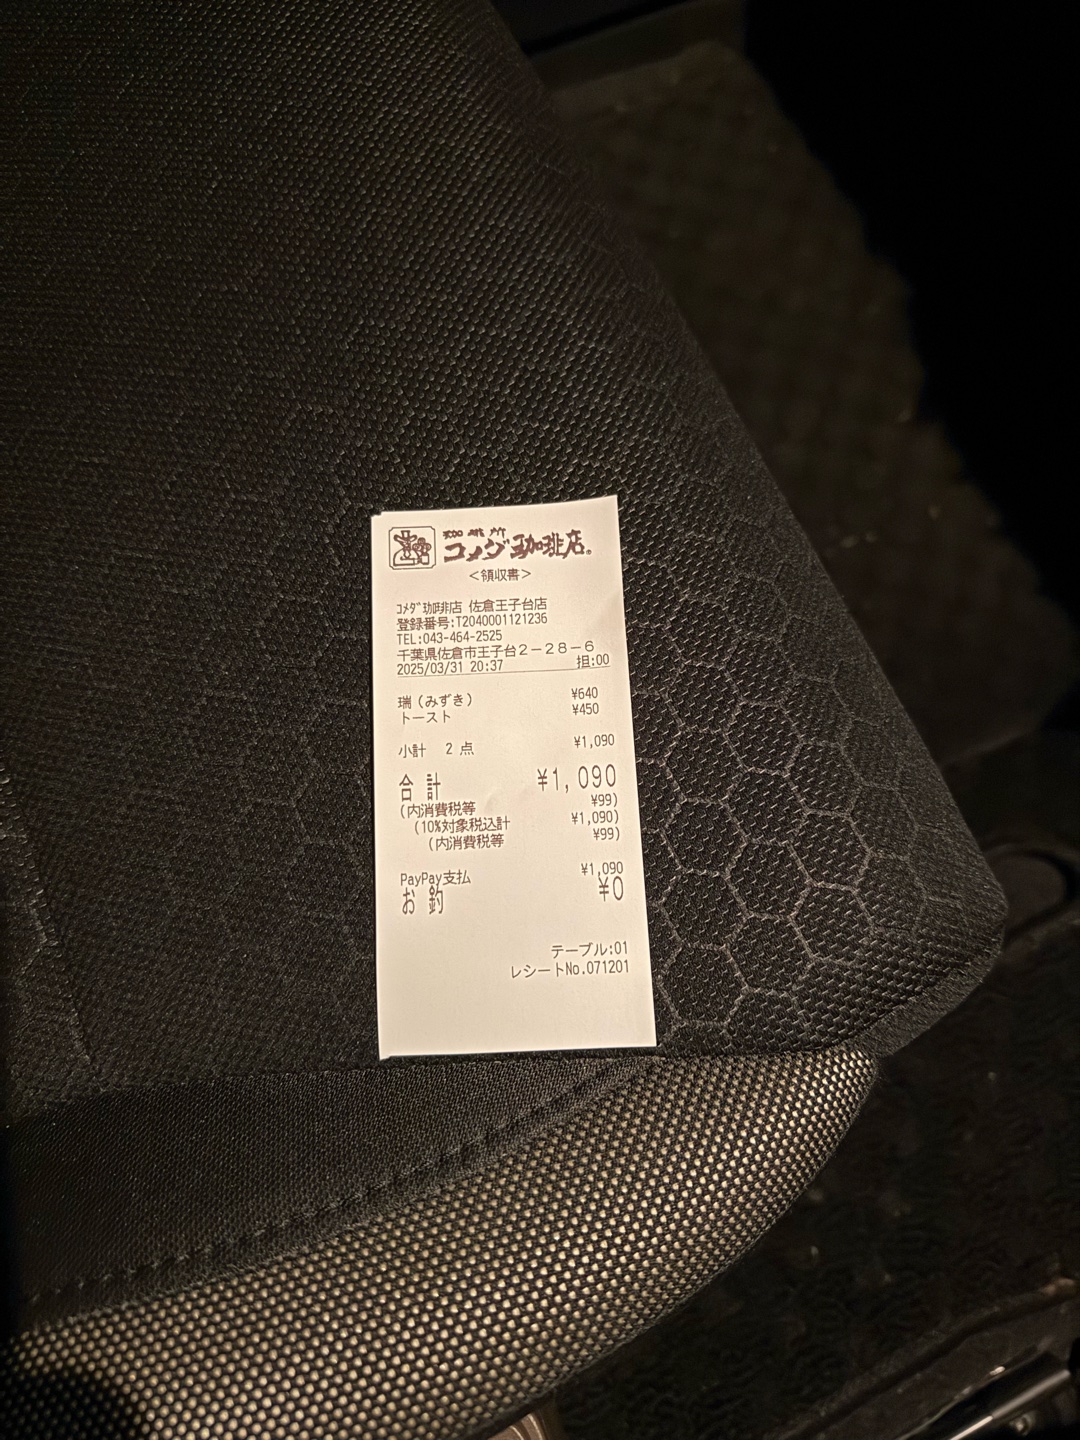 珈琲所
コメダ珈琲店。
<領収書>
コメダ珈琲店 佐倉王子台店
登録番号:T2040001121236
TEL:043-464-2525
千葉県佐倉市王子台2-28-6
2025/03/31 20:37 担:00
瑞(みずき) ¥640
トースト ¥450
小計 2 点 ¥1,090
合 計 ¥1,090
(内消費税等 ¥99)
(10%対象税込計 ¥1,090)
(内消費税等 ¥99)
PayPay支払 ¥1,090
お 釣 ¥0
テーブル:01
レシートNo.071201